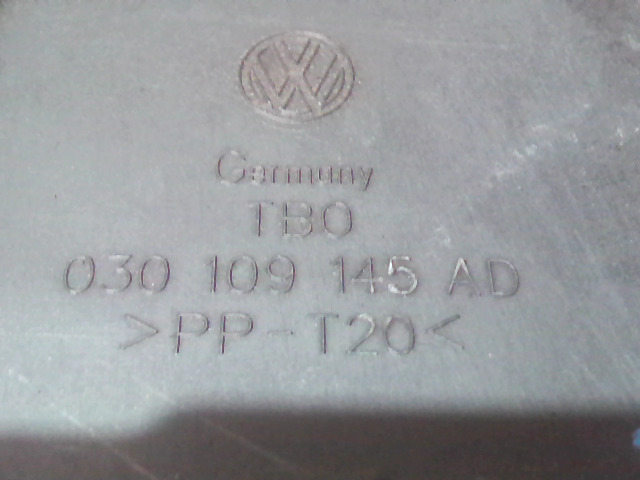 Germany
TBO
030 109 145 AD
>PP-T20<